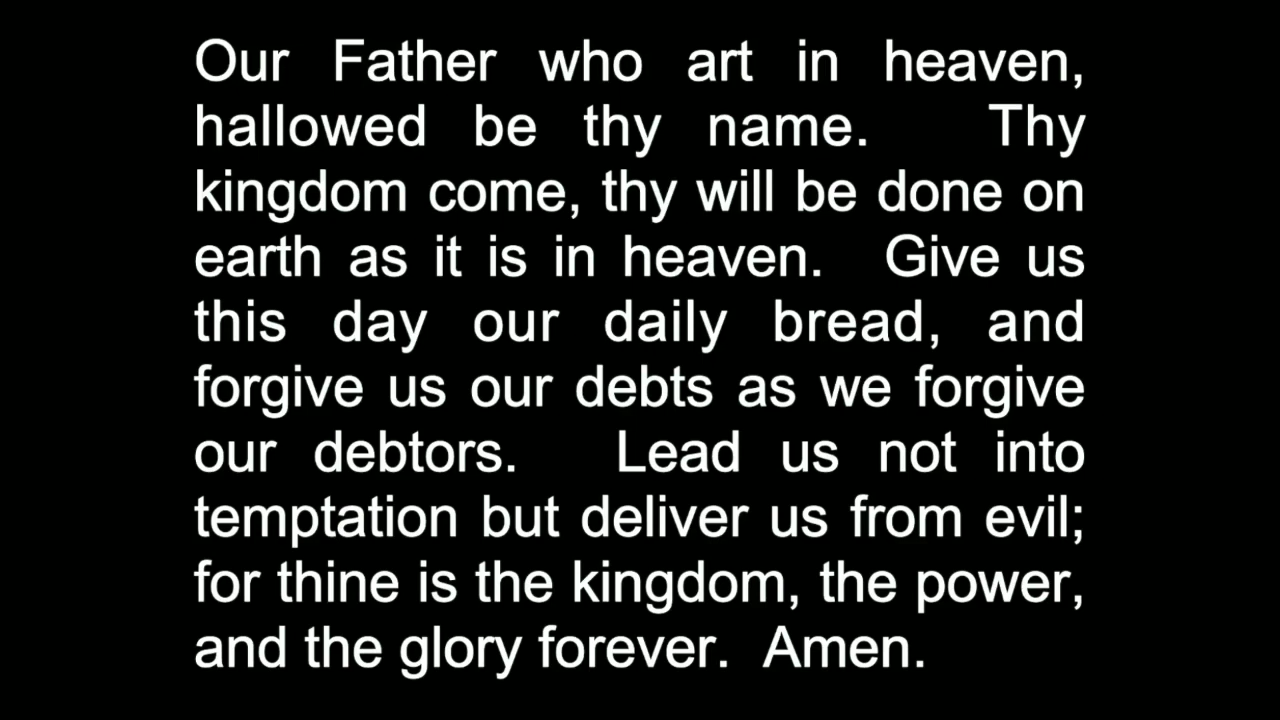 Our Father who art in heaven,
hallowed be thy name.  Thy
kingdom come, thy will be done on
earth as it is in heaven.  Give us
this day our daily bread, and
forgive us our debts as we forgive
our debtors.  Lead us not into
temptation but deliver us from evil;
for thine is the kingdom, the power,
and the glory forever.  Amen.